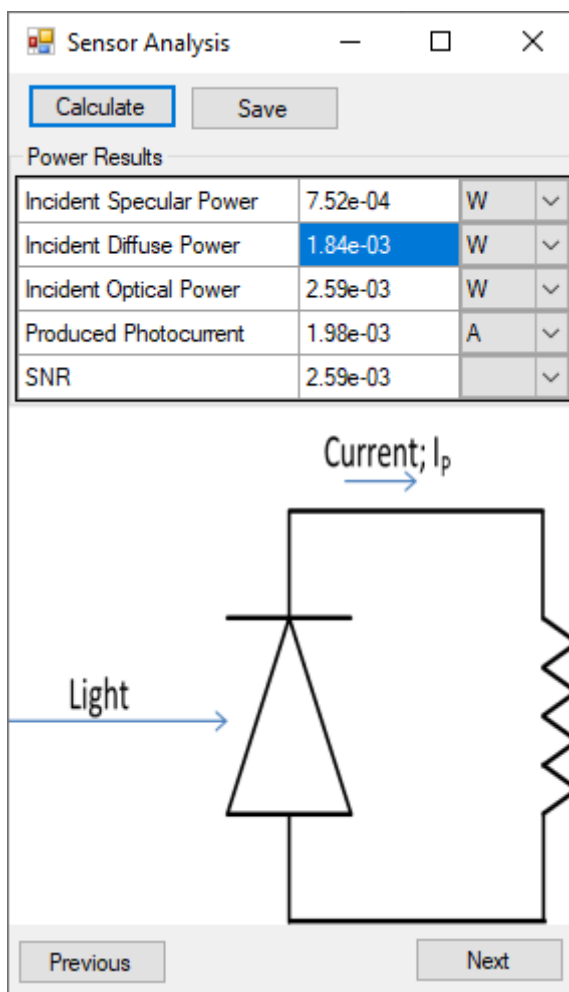 Sensor Analysis
Calculate Save
Power Results
Incident Specular Power 7.52e-04 W
Incident Diffuse Power 1.84e-03 W
Incident Optical Power 2.59e-03 W
Produced Photocurrent 1.98e-03 A
SNR 2.59e-03
Current; Iₚ
Light
Previous Next